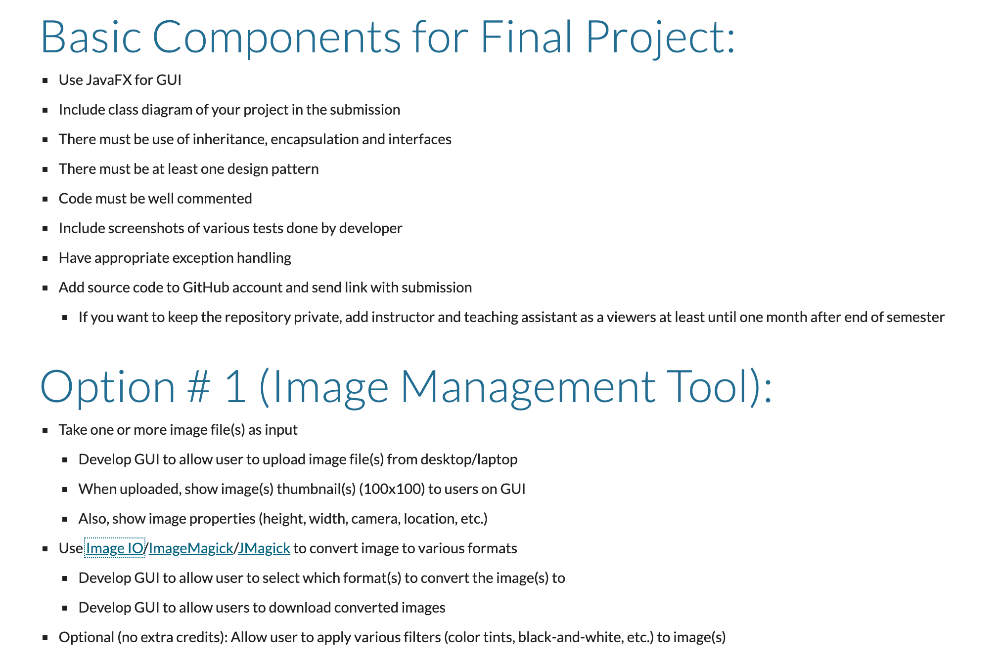 Basic Components for Final Project:
▪ Use JavaFX for GUI
▪ Include class diagram of your project in the submission
▪ There must be use of inheritance, encapsulation and interfaces
▪ There must be at least one design pattern
▪ Code must be well commented
▪ Include screenshots of various tests done by developer
▪ Have appropriate exception handling
▪ Add source code to GitHub account and send link with submission
▪ If you want to keep the repository private, add instructor and teaching assistant as a viewers at least until one month after end of semester
Option # 1 (Image Management Tool):
▪ Take one or more image file(s) as input
▪ Develop GUI to allow user to upload image file(s) from desktop/laptop
▪ When uploaded, show image(s) thumbnail(s) (100x100) to users on GUI
▪ Also, show image properties (height, width, camera, location, etc.)
▪ Use Image IO/ImageMagick/JMagick to convert image to various formats
▪ Develop GUI to allow user to select which format(s) to convert the image(s) to
▪ Develop GUI to allow users to download converted images
▪ Optional (no extra credits): Allow user to apply various filters (color tints, black-and-white, etc.) to image(s)